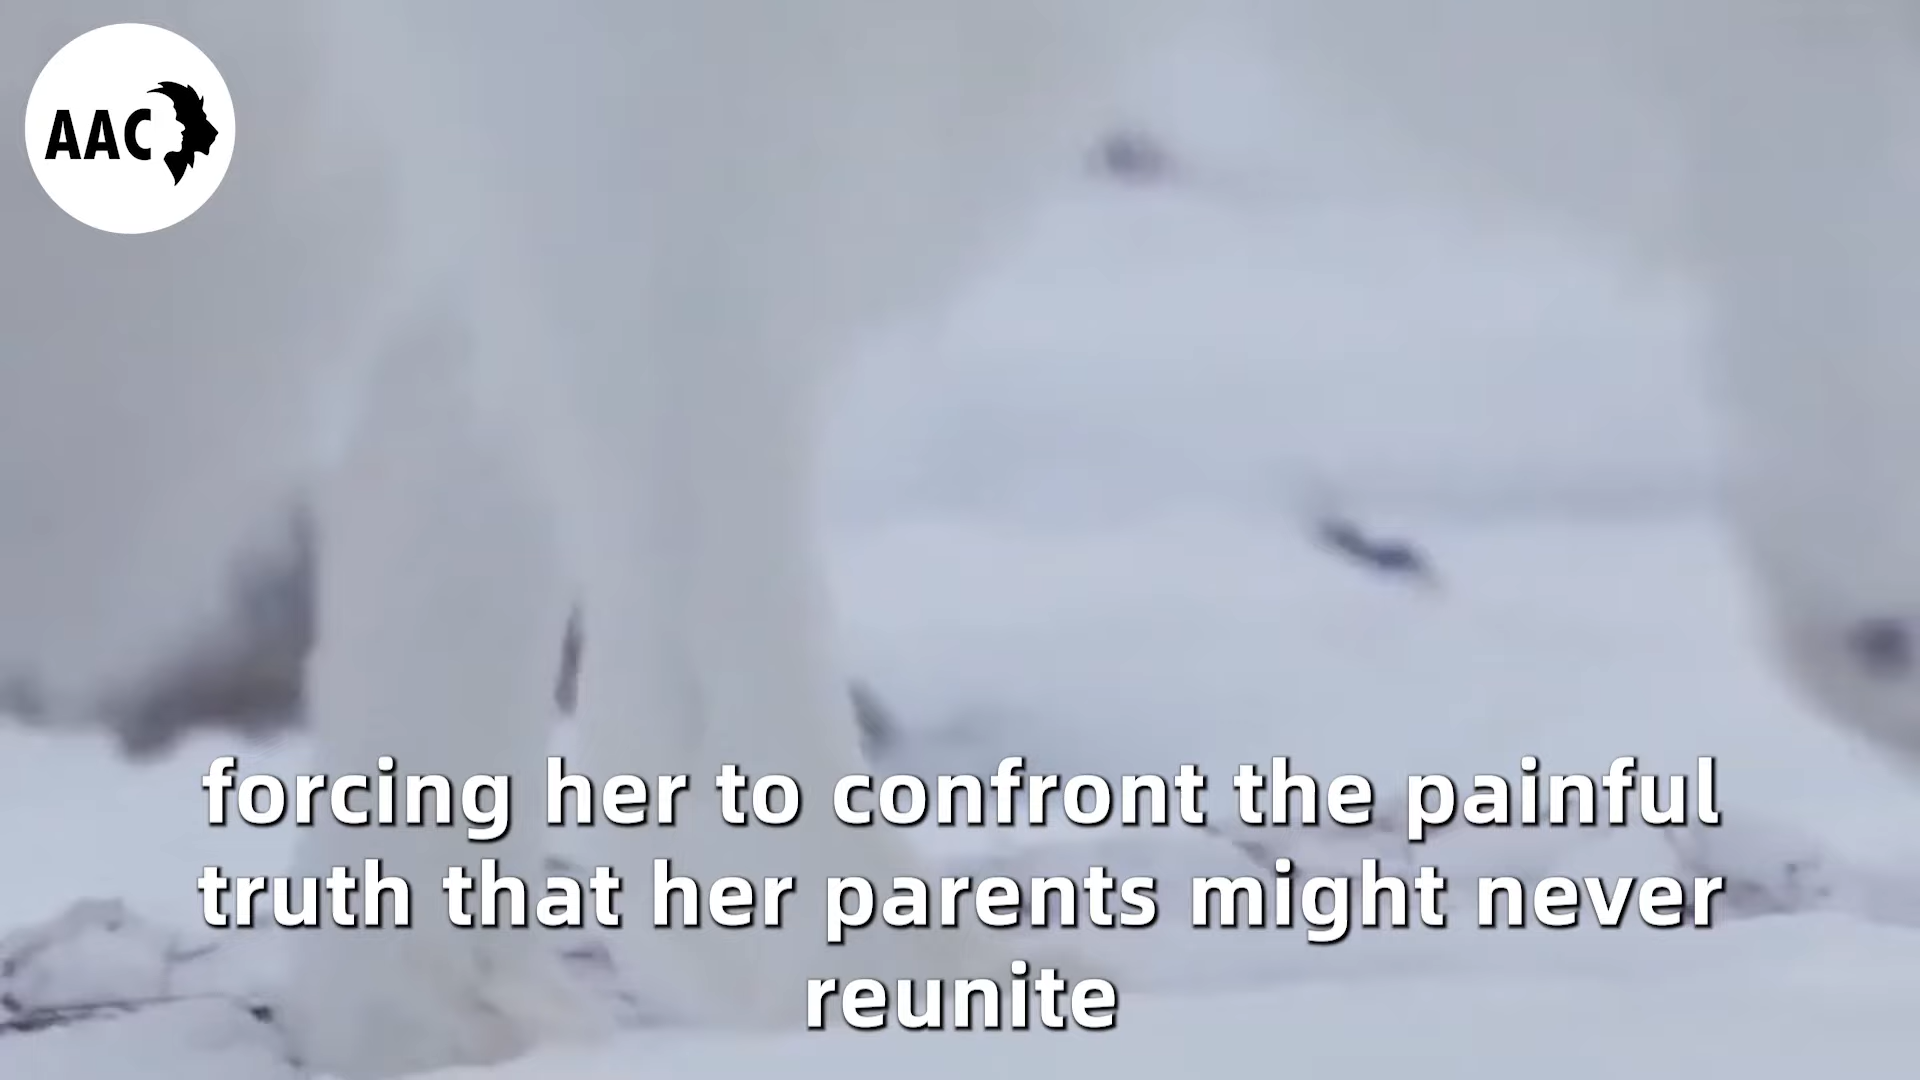 AAC
forcing her to confront the painful
truth that her parents might never
reunite